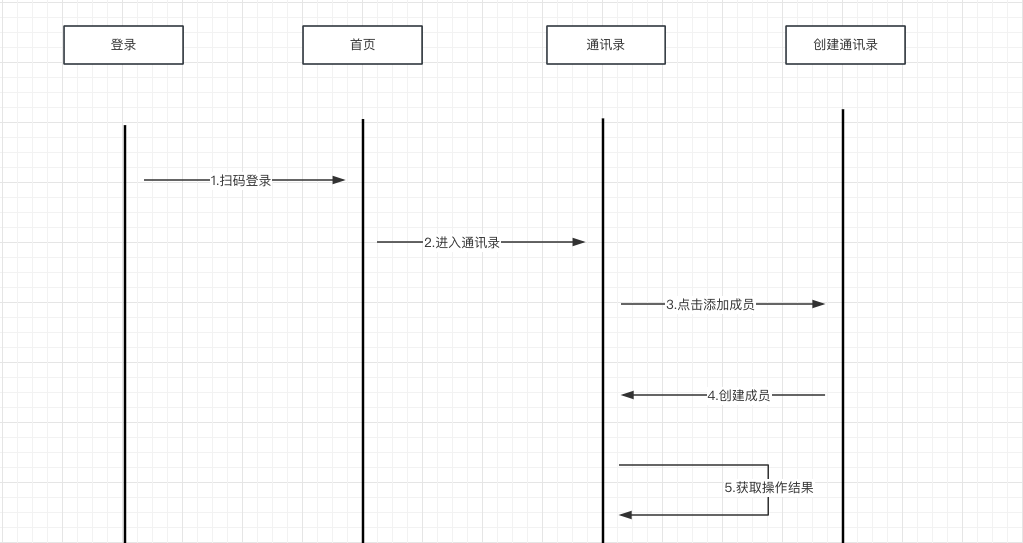 登录
首页
通讯录
创建通讯录
1.扫码登录
2.进入通讯录
3.点击添加成员
4.创建成员
5.获取操作结果